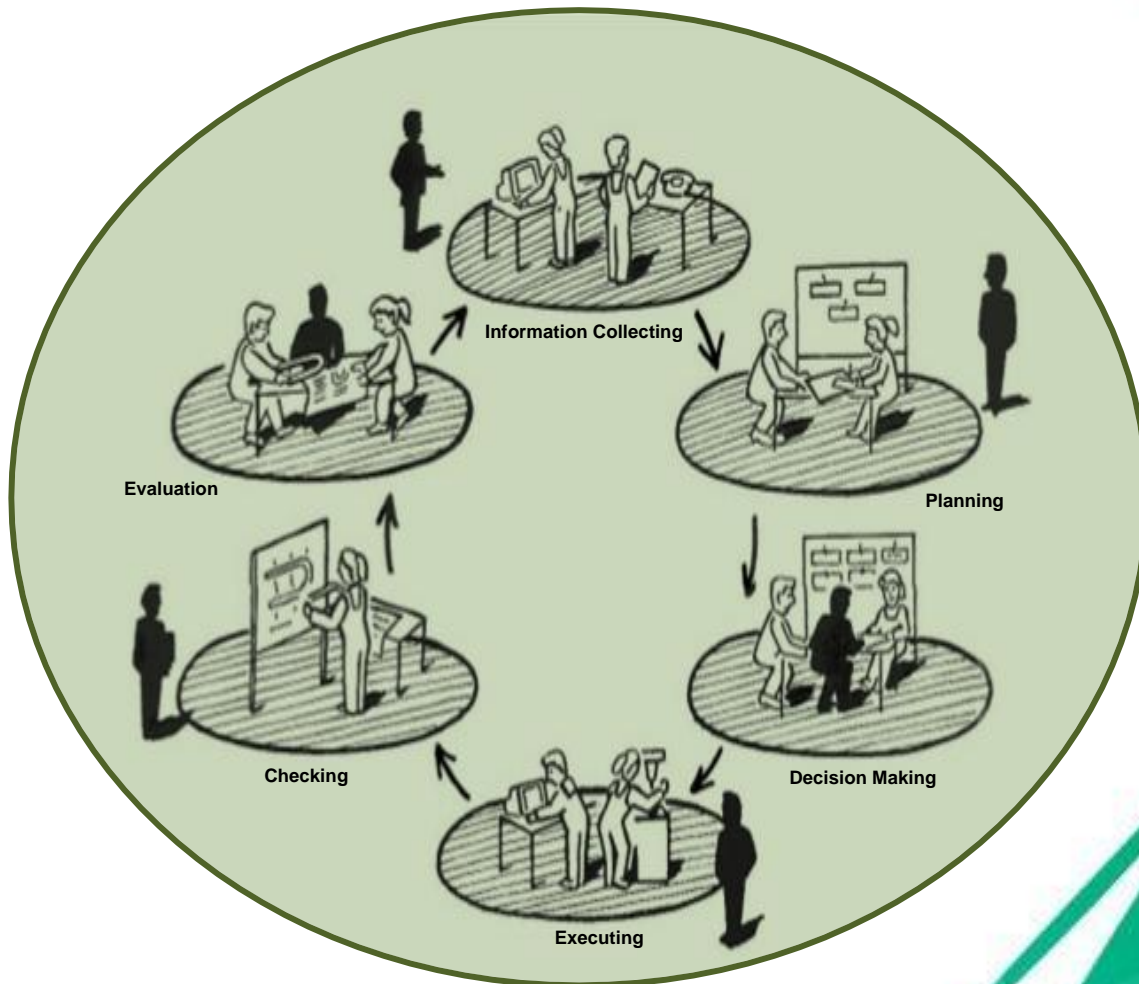 Information Collecting
Planning
Decision Making
Executing
Checking
Evaluation